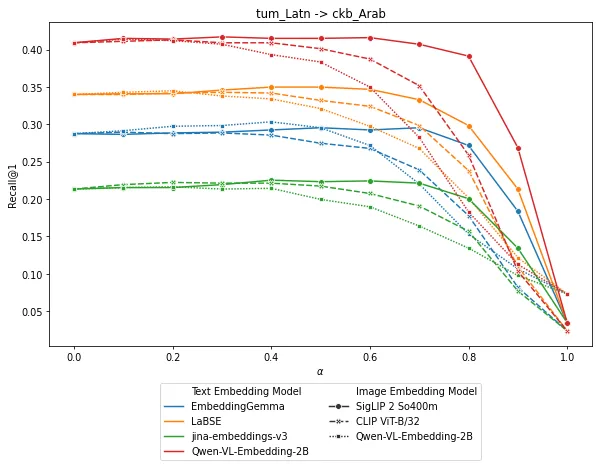 tum_Latn -> ckb_Arab
Recall@1
0.40
0.35
0.30
0.25
0.20
0.15
0.10
0.05
0.0 0.2 0.4 0.6 0.8 1.0
α
Text Embedding Model
EmbeddingGemma
LaBSE
jina-embeddings-v3
Qwen-VL-Embedding-2B
Image Embedding Model
SigLIP 2 So400m
CLIP ViT-B/32
Qwen-VL-Embedding-2B